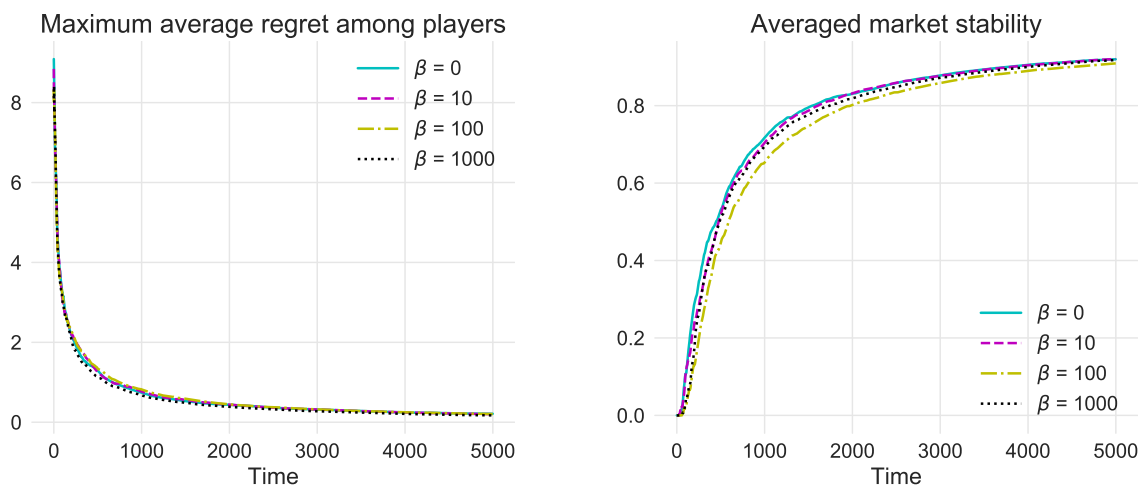 Maximum average regret among players
8
6
4
2
0
0 1000 2000 3000 4000 5000
Time
β = 0
β = 10
β = 100
β = 1000
Averaged market stability
0.8
0.6
0.4
0.2
0.0
0 1000 2000 3000 4000 5000
Time
β = 0
β = 10
β = 100
β = 1000